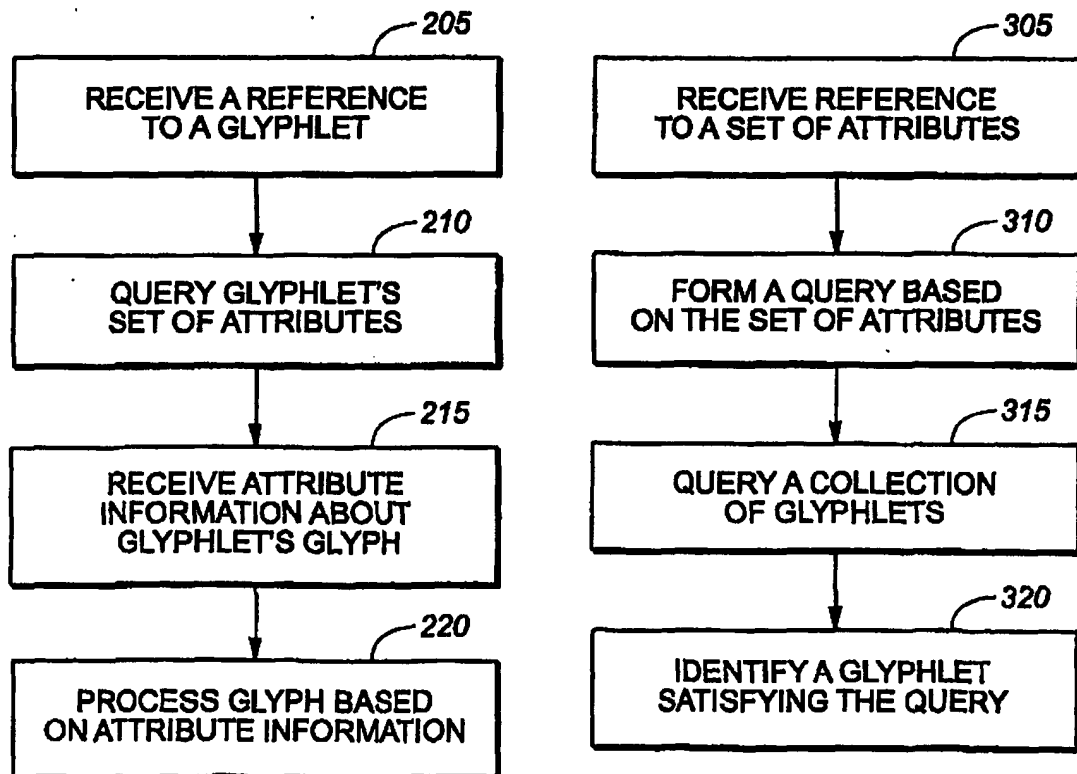 205
RECEIVE A REFERENCE
TO A GLYPHLET
210
QUERY GLYPHLET'S
SET OF ATTRIBUTES
215
RECEIVE ATTRIBUTE
INFORMATION ABOUT
GLYPHLET'S GLYPH
220
PROCESS GLYPH BASED
ON ATTRIBUTE INFORMATION
305
RECEIVE REFERENCE
TO A SET OF ATTRIBUTES
310
FORM A QUERY BASED
ON THE SET OF ATTRIBUTES
315
QUERY A COLLECTION
OF GLYPHLETS
320
IDENTIFY A GLYPHLET
SATISFYING THE QUERY